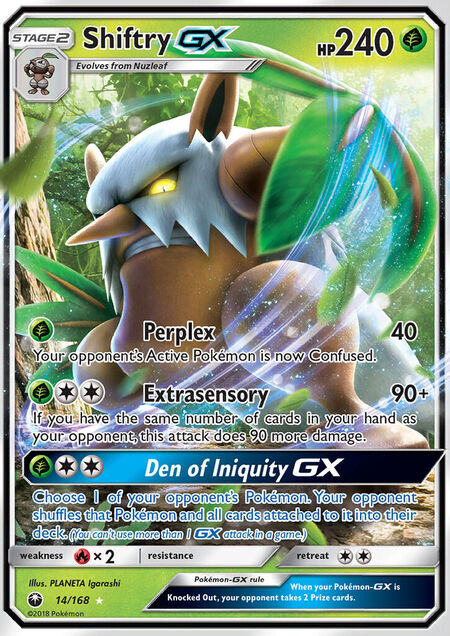 STAGE2 Shiftry GX HP240
Evolves from Nuzleaf
Perplex 40
Your opponent's Active Pokémon is now Confused.
Extrasensory 90+
If you have the same number of cards in your hand as
your opponent, this attack does 90 more damage.
Den of Iniquity GX
Choose 1 of your opponent's Pokémon. Your opponent
shuffles that Pokémon and all cards attached to it into their
deck. (You can't use more than 1 GX attack in a game.)
weakness × 2 resistance retreat
Illus. PLANETA Igarashi
Pokémon-GX rule
When your Pokémon-GX is
Knocked Out, your opponent takes 2 Prize cards.
14/168
©2018 Pokémon